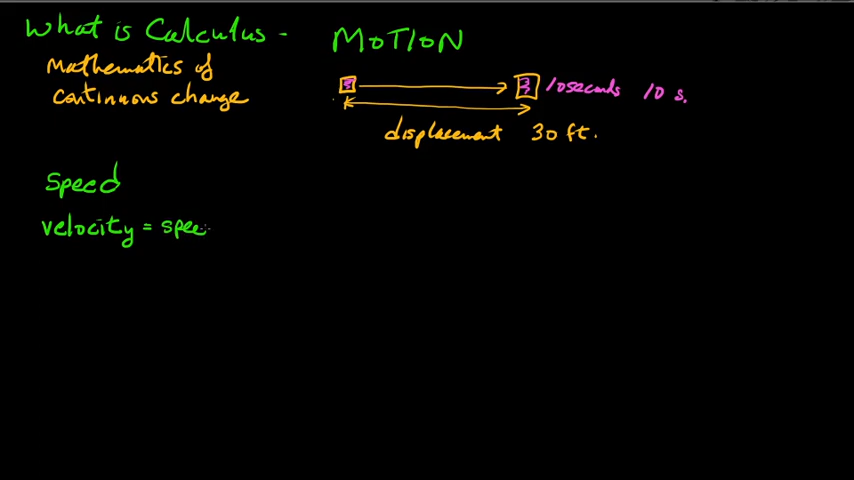 What is Calculus -
Mathematics of
continuous change
MOTION
10 seconds 10 s.
displacement 30 ft.
Speed
velocity = spee